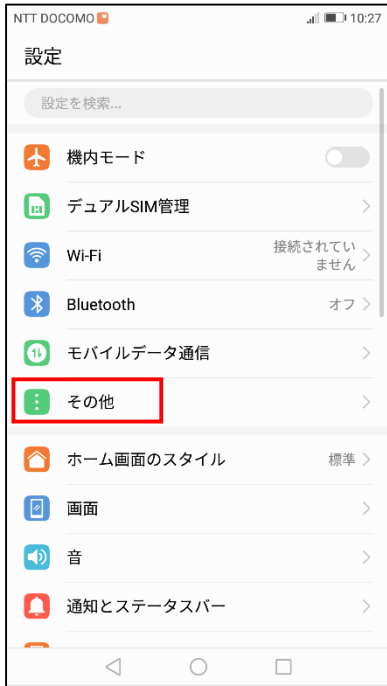 NTT DOCOMO 10:27
設定
設定を検索...
機内モード
デュアルSIM管理
Wi-Fi 接続されてい
ません
Bluetooth オフ
モバイルデータ通信
その他
ホーム画面のスタイル 標準
画面
音
通知とステータスバー